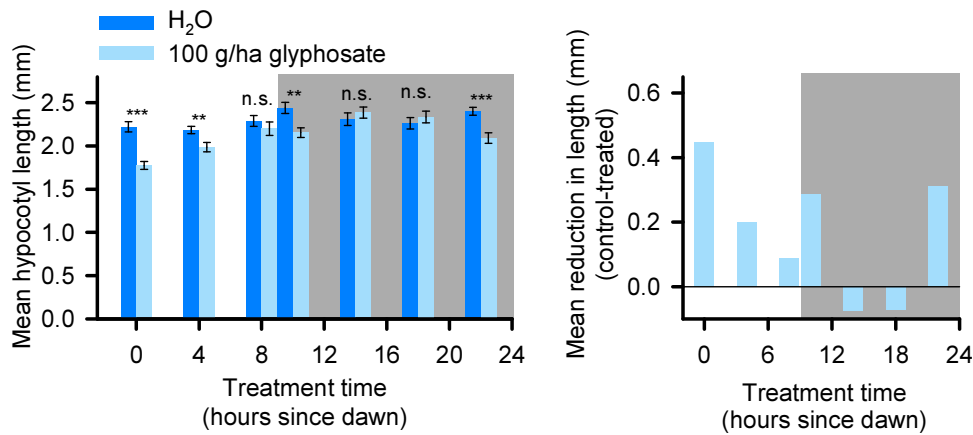 H₂O
100 g/ha glyphosate
Mean hypocotyl length (mm)
2.5
2.0
1.5
1.0
0.5
0.0
***
**
n.s.
**
n.s.
n.s.
***
0 4 8 12 16 20 24
Treatment time
(hours since dawn)
Mean reduction in length (mm)
(control-treated)
0.6
0.4
0.2
0.0
0 6 12 18 24
Treatment time
(hours since dawn)